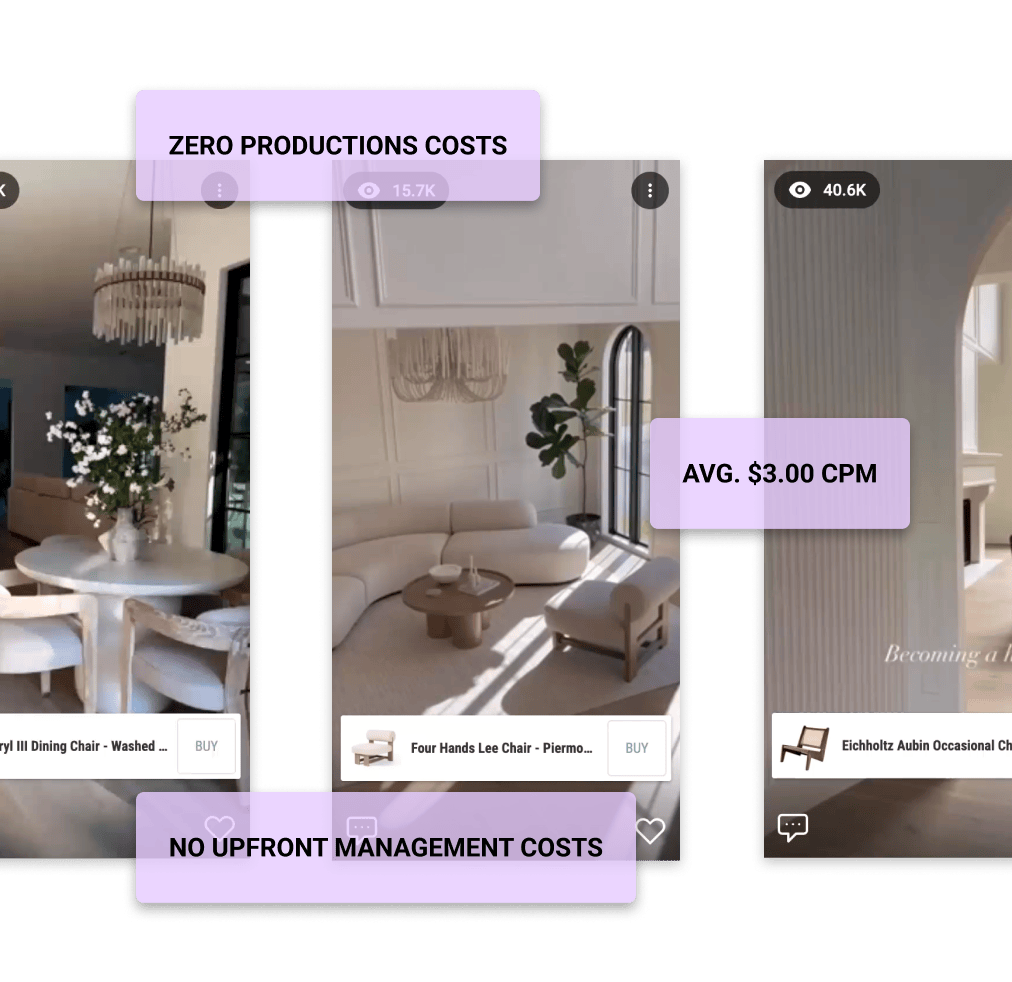 ZERO PRODUCTIONS COSTS
K
15.7K
40.6K
AVG. $3.00 CPM
Becoming a h
ryl III Dining Chair - Washed ...
BUY
Four Hands Lee Chair - Piermo...
BUY
Eichholtz Aubin Occasional Ch
NO UPFRONT MANAGEMENT COSTS